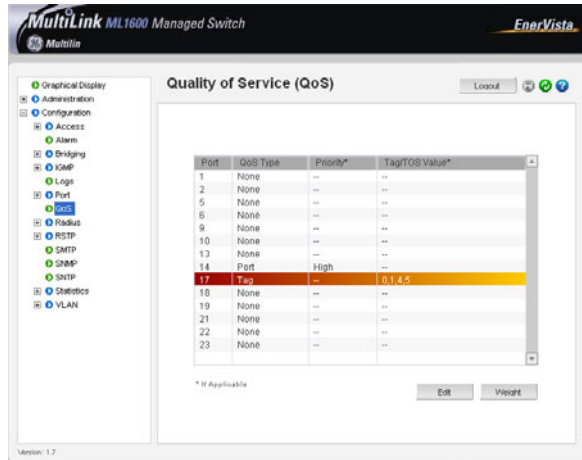 MultiLink ML1600 Managed Switch
EnerVista
Multilin
Quality of Service (QoS)
Logout
Graphical Display
Administration
Configuration
Access
Alarm
Bridging
IGMP
Logs
Port
QoS
Radius
RSTP
SMTP
SNMP
SNTP
Statistics
VLAN
Port QoS Type Priority* Tag/TOS Value*
1 None -- --
2 None -- --
5 None -- --
6 None -- --
9 None -- --
10 None -- --
13 None -- --
14 Port High --
17 Tag -- 0,1,4,5
18 None -- --
19 None -- --
21 None -- --
22 None -- --
23 None -- --
* If Applicable
Edit Weight
Version: 1.7